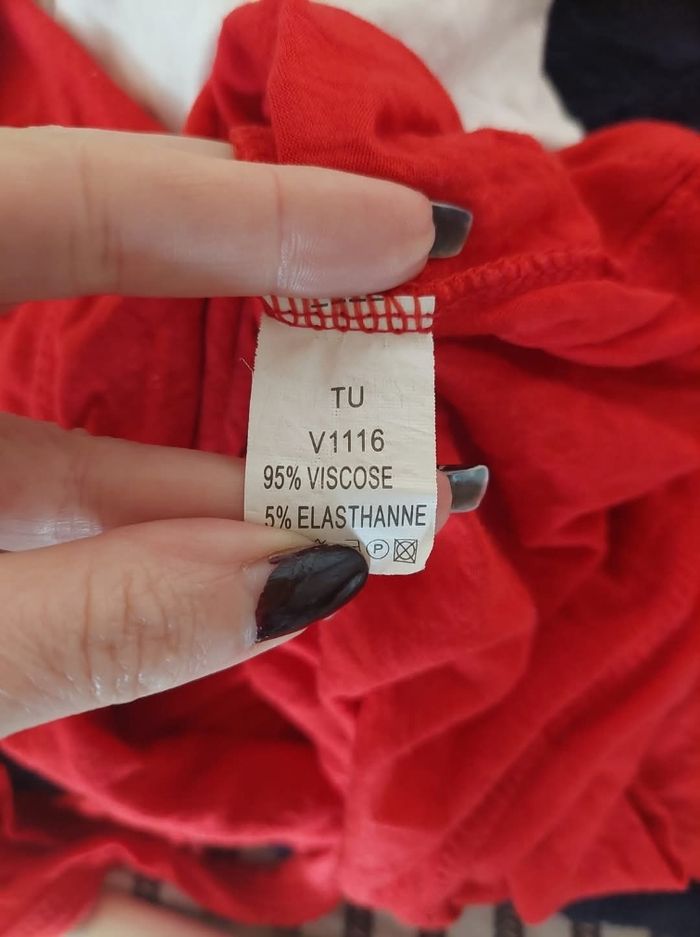 TU
V1116
95% VISCOSE
5% ELASTHANNE
P